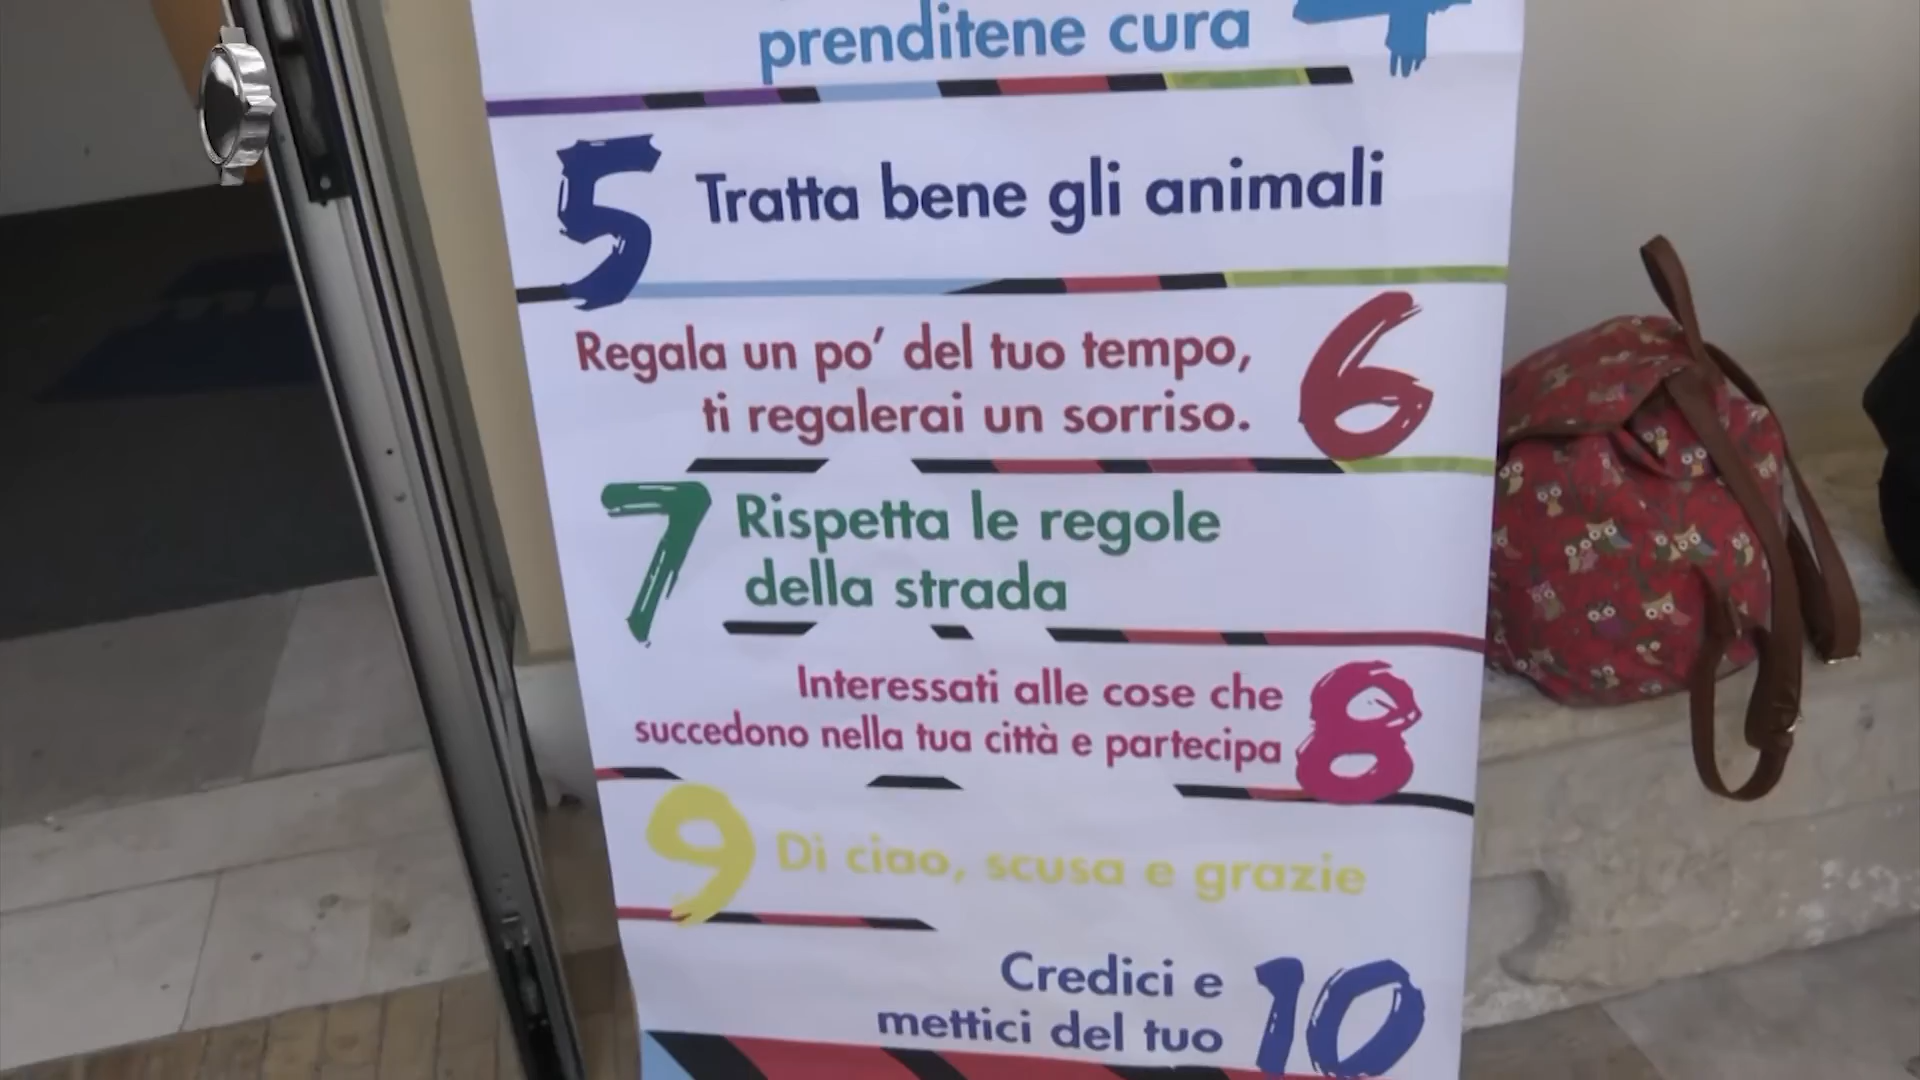 prenditene cura 4
5 Tratta bene gli animali
Regala un po' del tuo tempo,
ti regalerai un sorriso. 6
7 Rispetta le regole
della strada
Interessati alle cose che
succedono nella tua città e partecipa 8
9 Dì ciao, scusa e grazie
Credici e
mettici del tuo 10